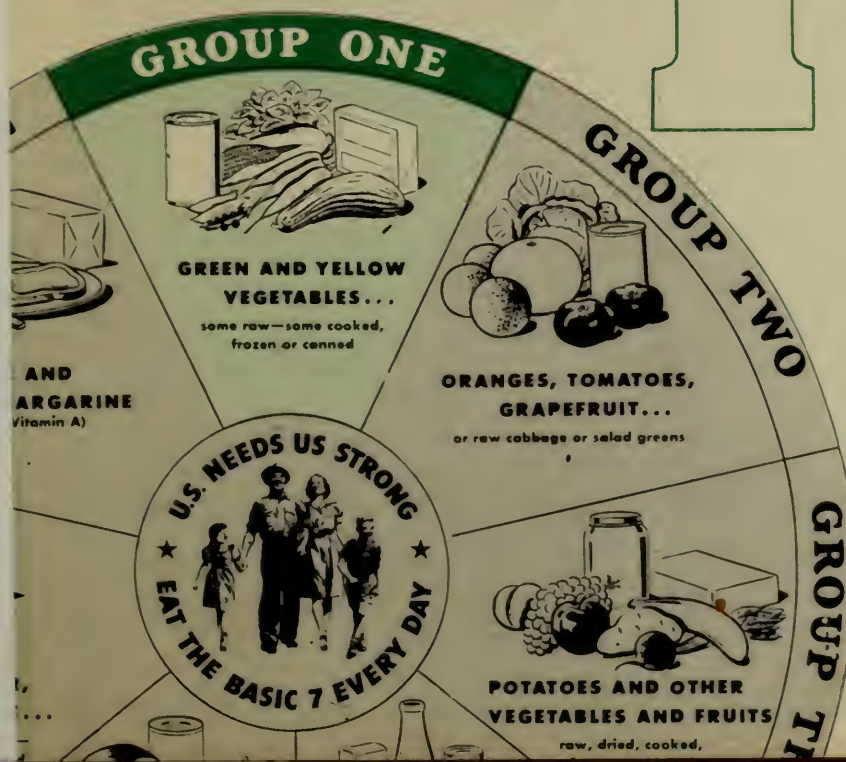 GROUP ONE
GREEN AND YELLOW
VEGETABLES...
some raw—some cooked,
frozen or canned
GROUP TWO
ORANGES, TOMATOES,
GRAPEFRUIT...
or raw cabbage or salad greens
GROUP
POTATOES AND OTHER
VEGETABLES AND FRUITS
raw, dried, cooked,
AND
ARGARINE
Vitamin A)
U.S. NEEDS US STRONG
EAT THE BASIC 7 EVERY DAY